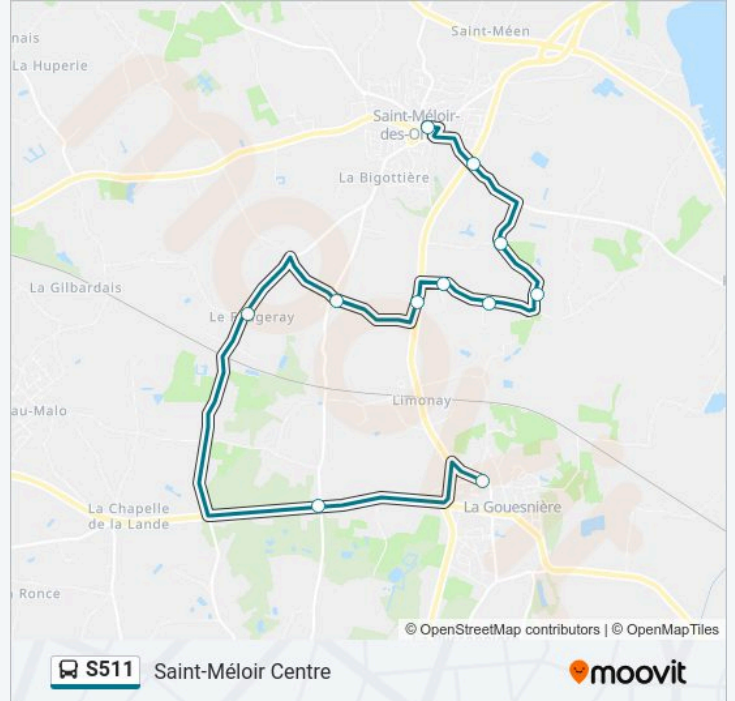 nais
Saint-Méen
La Huperie
Saint-Méloir-
des-O
La Bigottière
La Gilbardais
Le geray
Limonay
au-Malo
La Gouesnière
La Chapelle
de la Lande
Ronce
© OpenStreetMap contributors | © OpenMapTiles
S511 Saint-Méloir Centre moovit